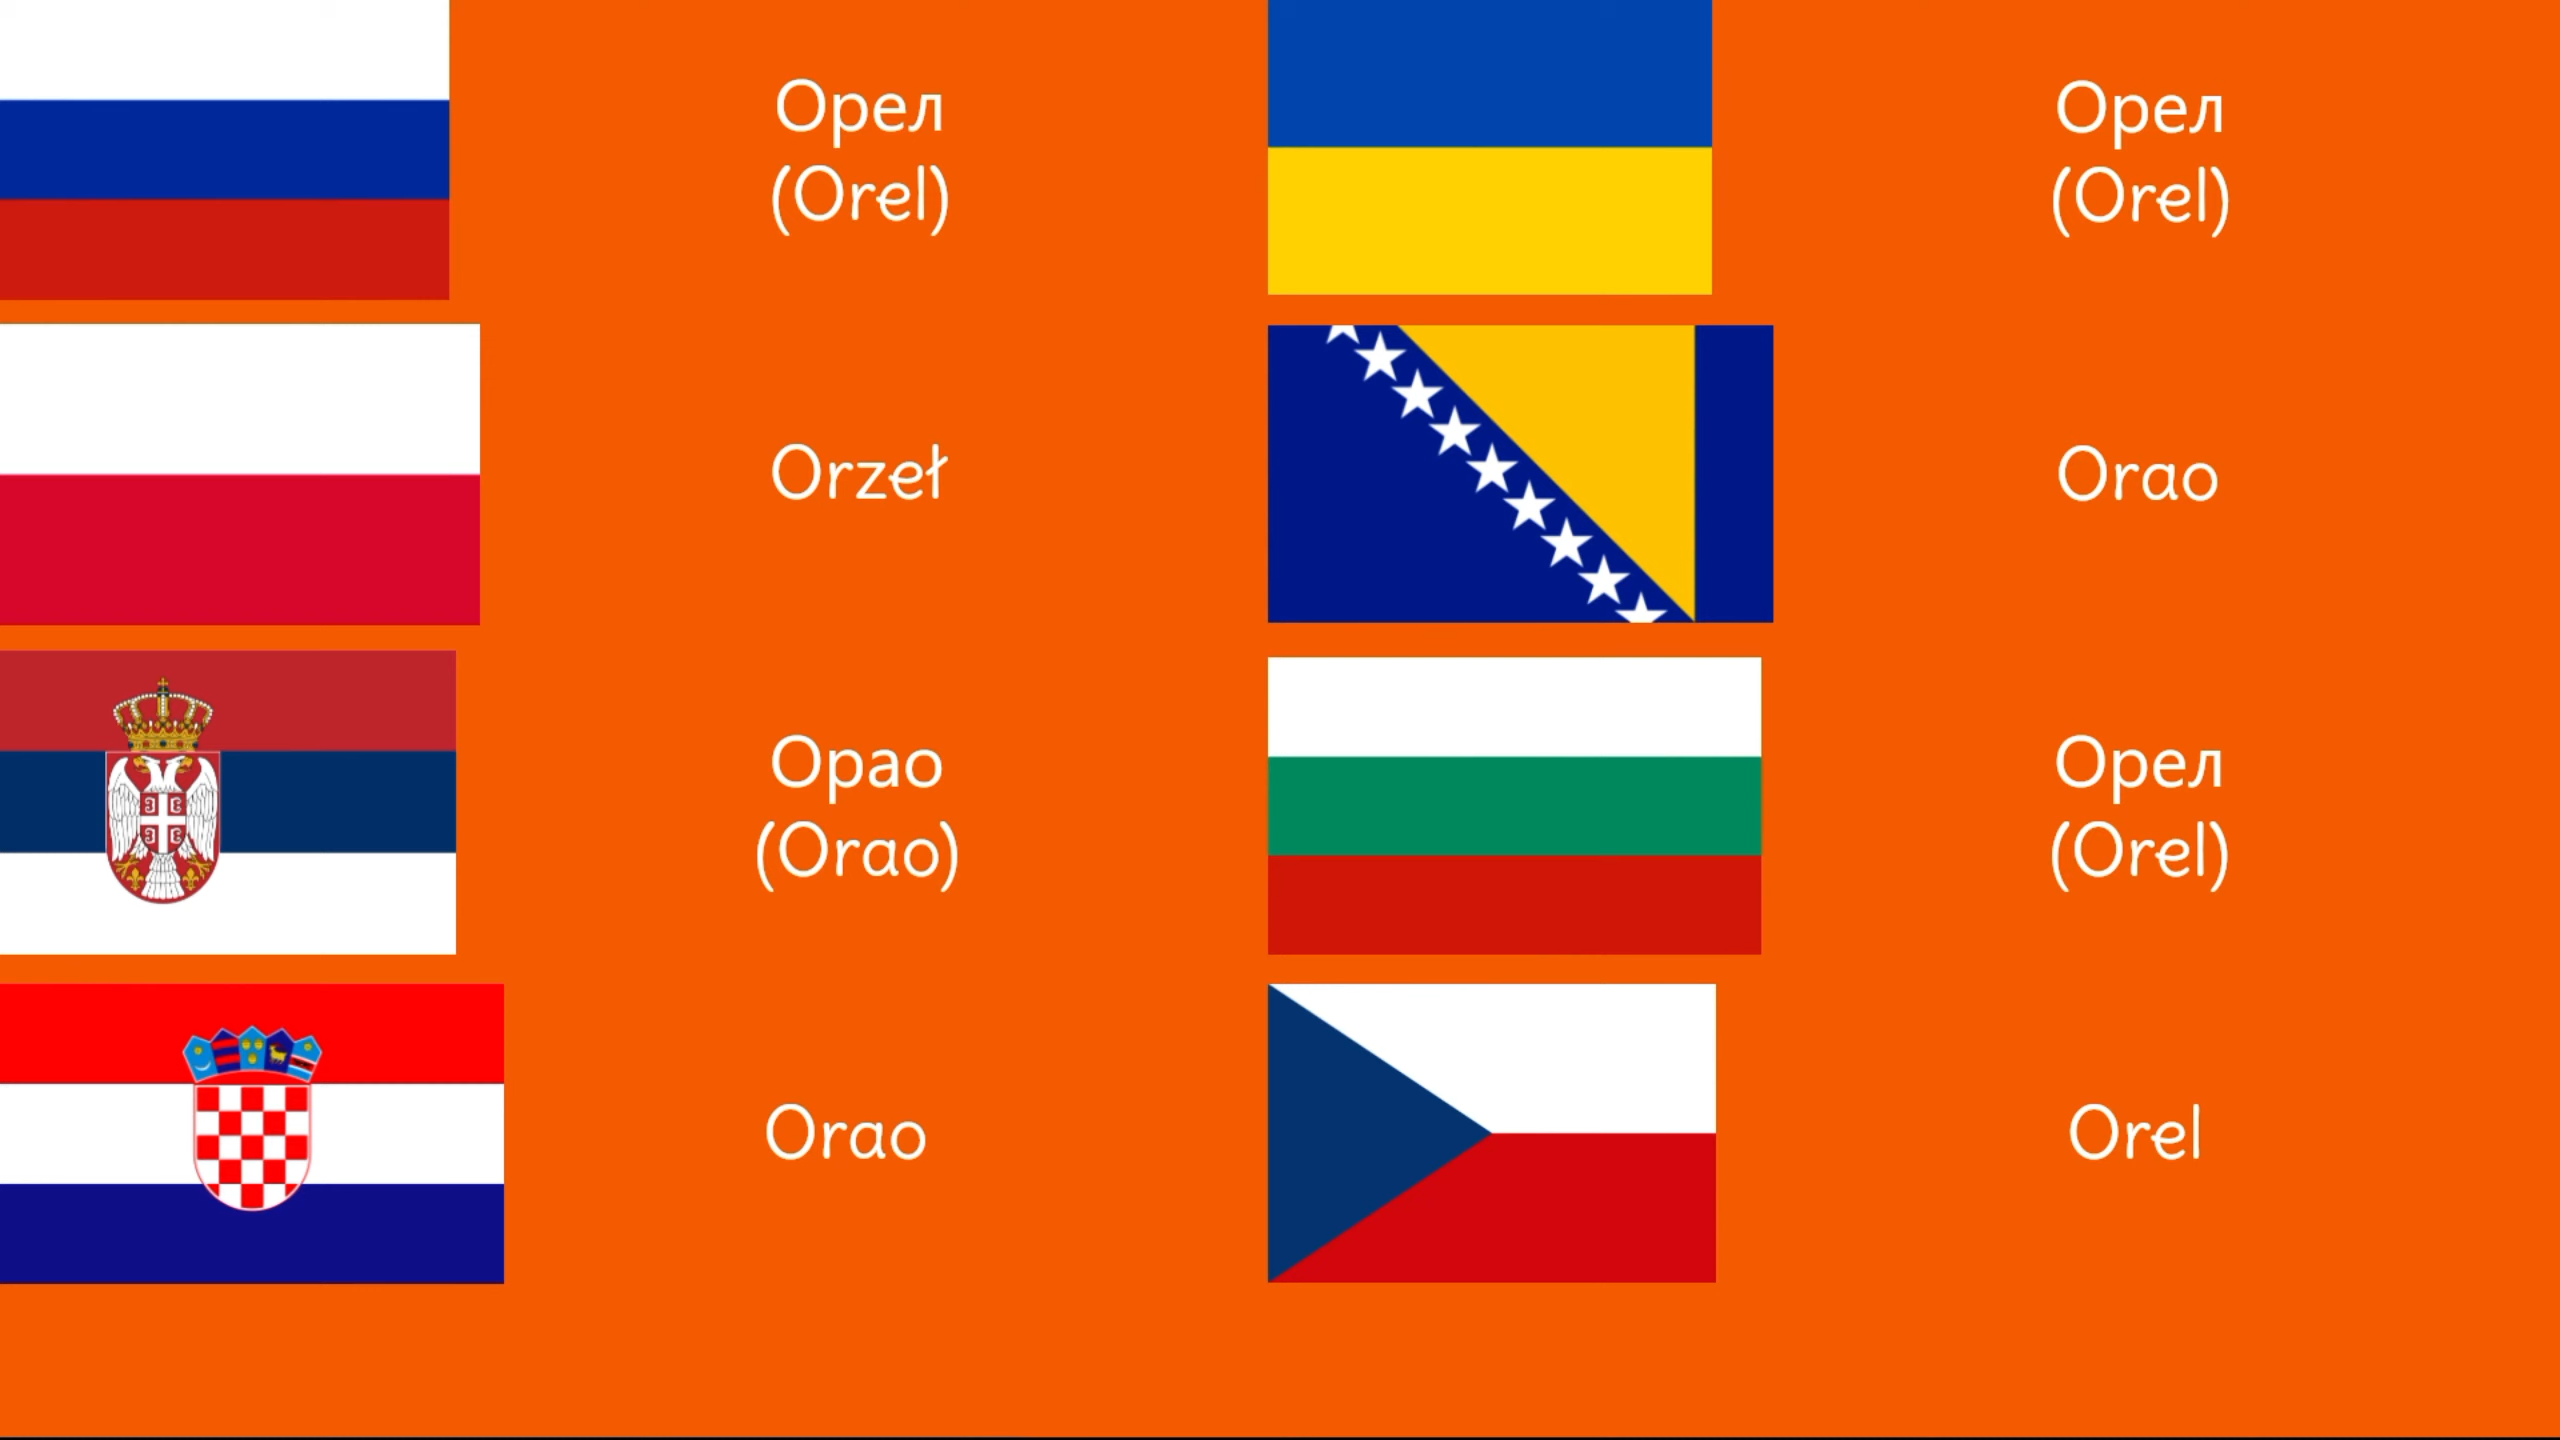 Орел
(Orel)
Орел
(Orel)
Orzeł
Orao
Орао
(Orao)
Орел
(Orel)
Orao
Orel